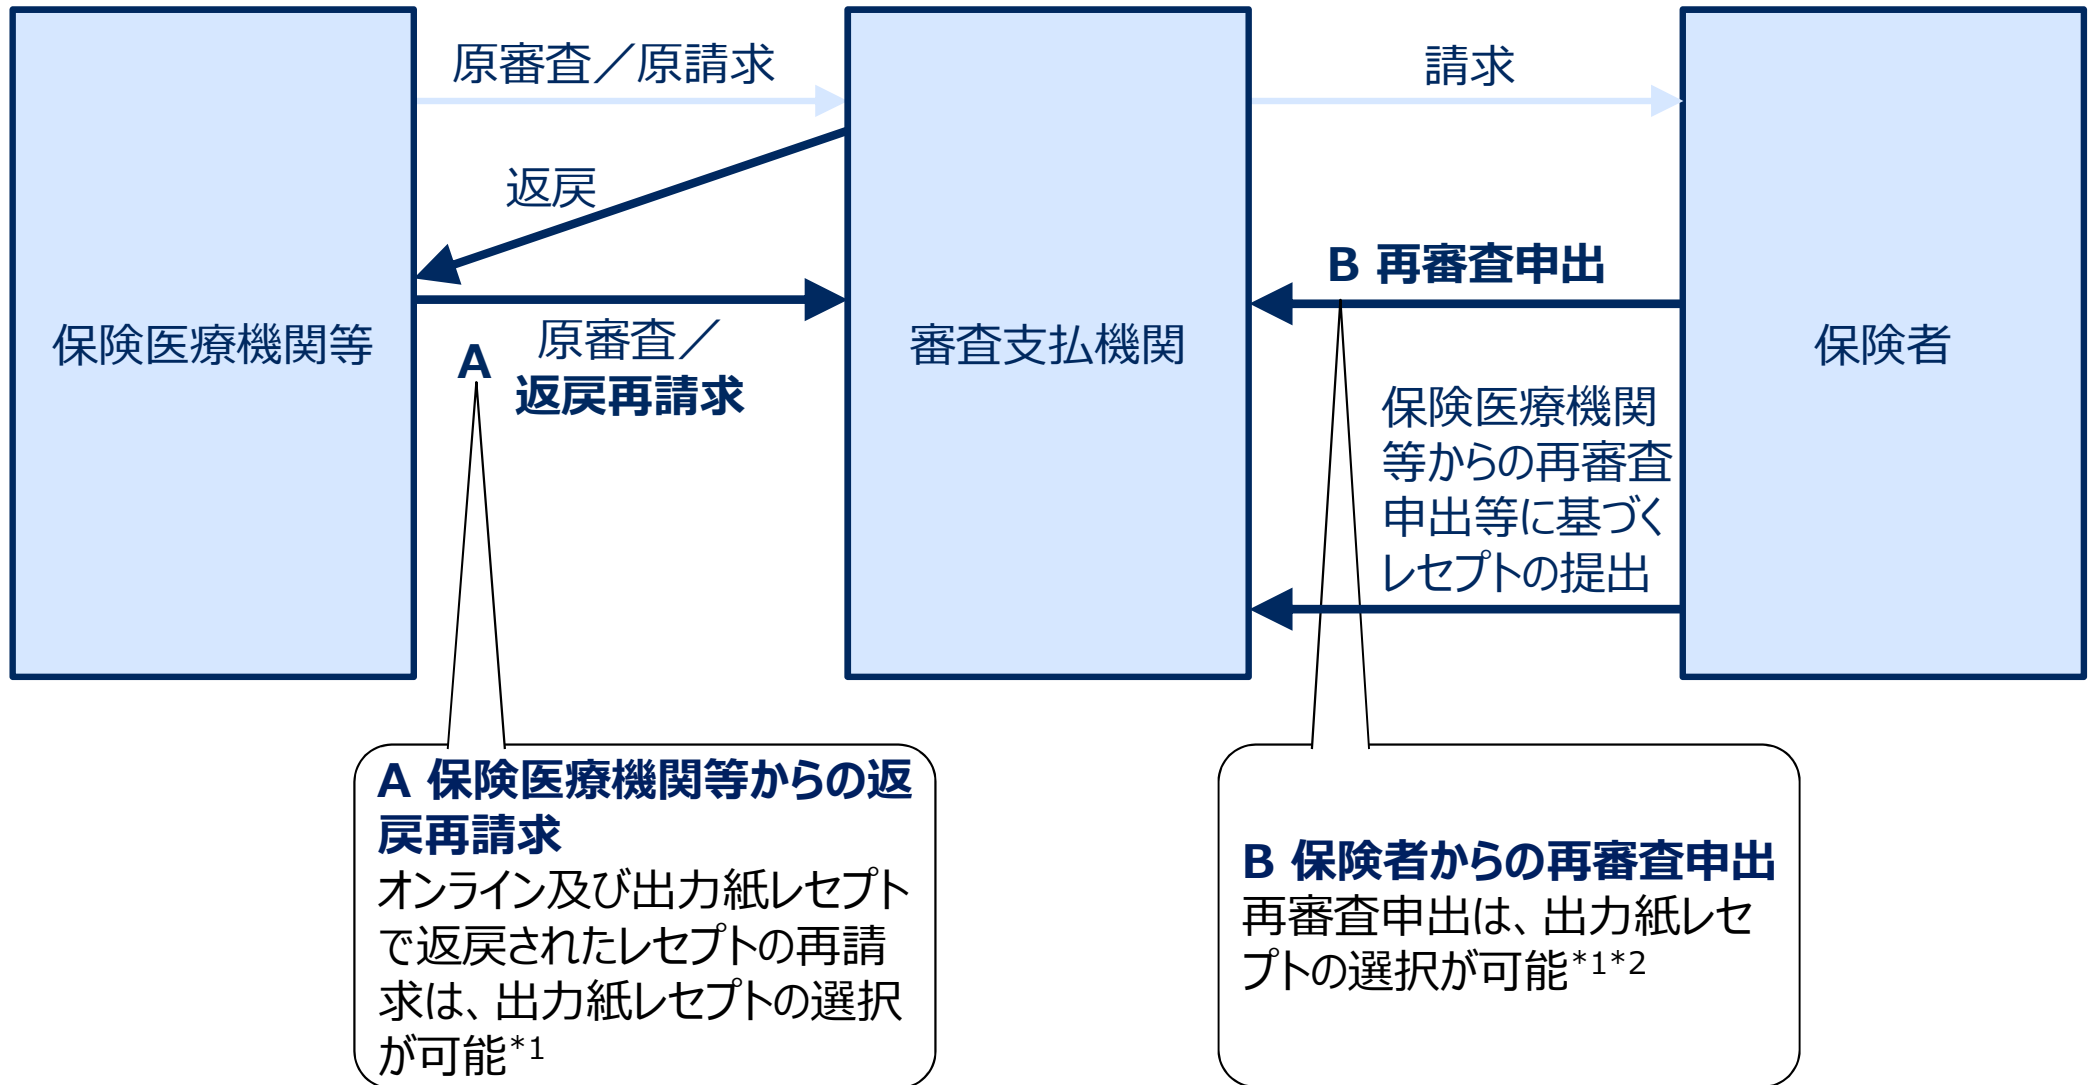 原審査／原請求
請求
返戻
B 再審査申出
保険医療機関等
審査支払機関
保険者
A
原審査／
返戻再請求
保険医療機関
等からの再審査
申出等に基づく
レセプトの提出
A 保険医療機関等からの返
戻再請求
オンライン及び出力紙レセプト
で返戻されたレセプトの再請
求は、出力紙レセプトの選択
が可能*1
B 保険者からの再審査申出
再審査申出は、出力紙レセ
プトの選択が可能*1*2